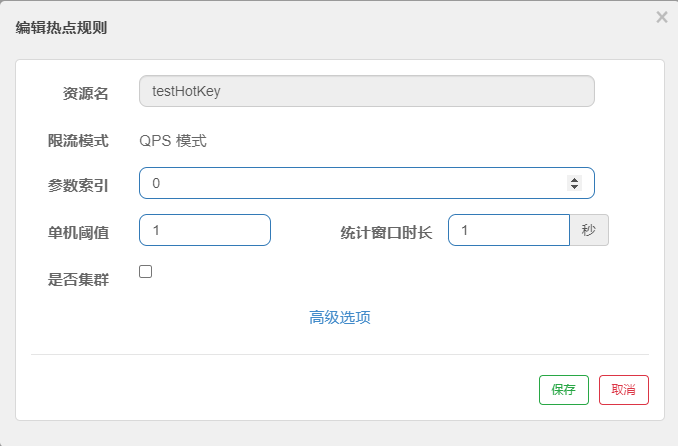 编辑热点规则
×
资源名 testHotKey
限流模式 QPS 模式
参数索引 0
单机阈值 1 统计窗口时长 1 秒
是否集群
高级选项
保存 取消